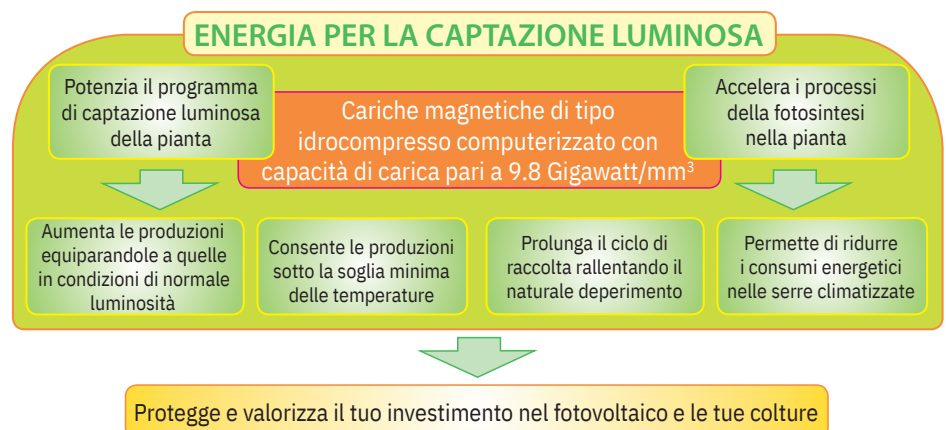 ENERGIA PER LA CAPTAZIONE LUMINOSA
Potenzia il programma
di captazione luminosa
della pianta
Cariche magnetiche di tipo
idrocompresso computerizzato con
capacità di carica pari a 9.8 Gigawatt/mm³
Accelera i processi
della fotosintesi
nella pianta
Aumenta le produzioni
equiparandole a quelle
in condizioni di normale
luminosità
Consente le produzioni
sotto la soglia minima
delle temperature
Prolunga il ciclo di
raccolta rallentando il
naturale deperimento
Permette di ridurre
i consumi energetici
nelle serre climatizzate
Protegge e valorizza il tuo investimento nel fotovoltaico e le tue colture